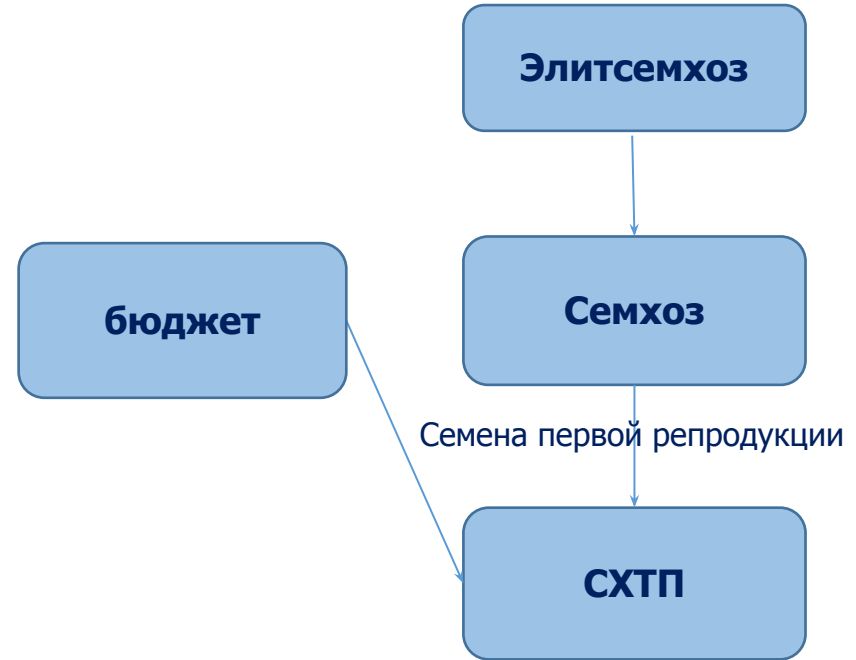 Элитсемхоз
бюджет
Семхоз
Семена первой репродукции
СХТП